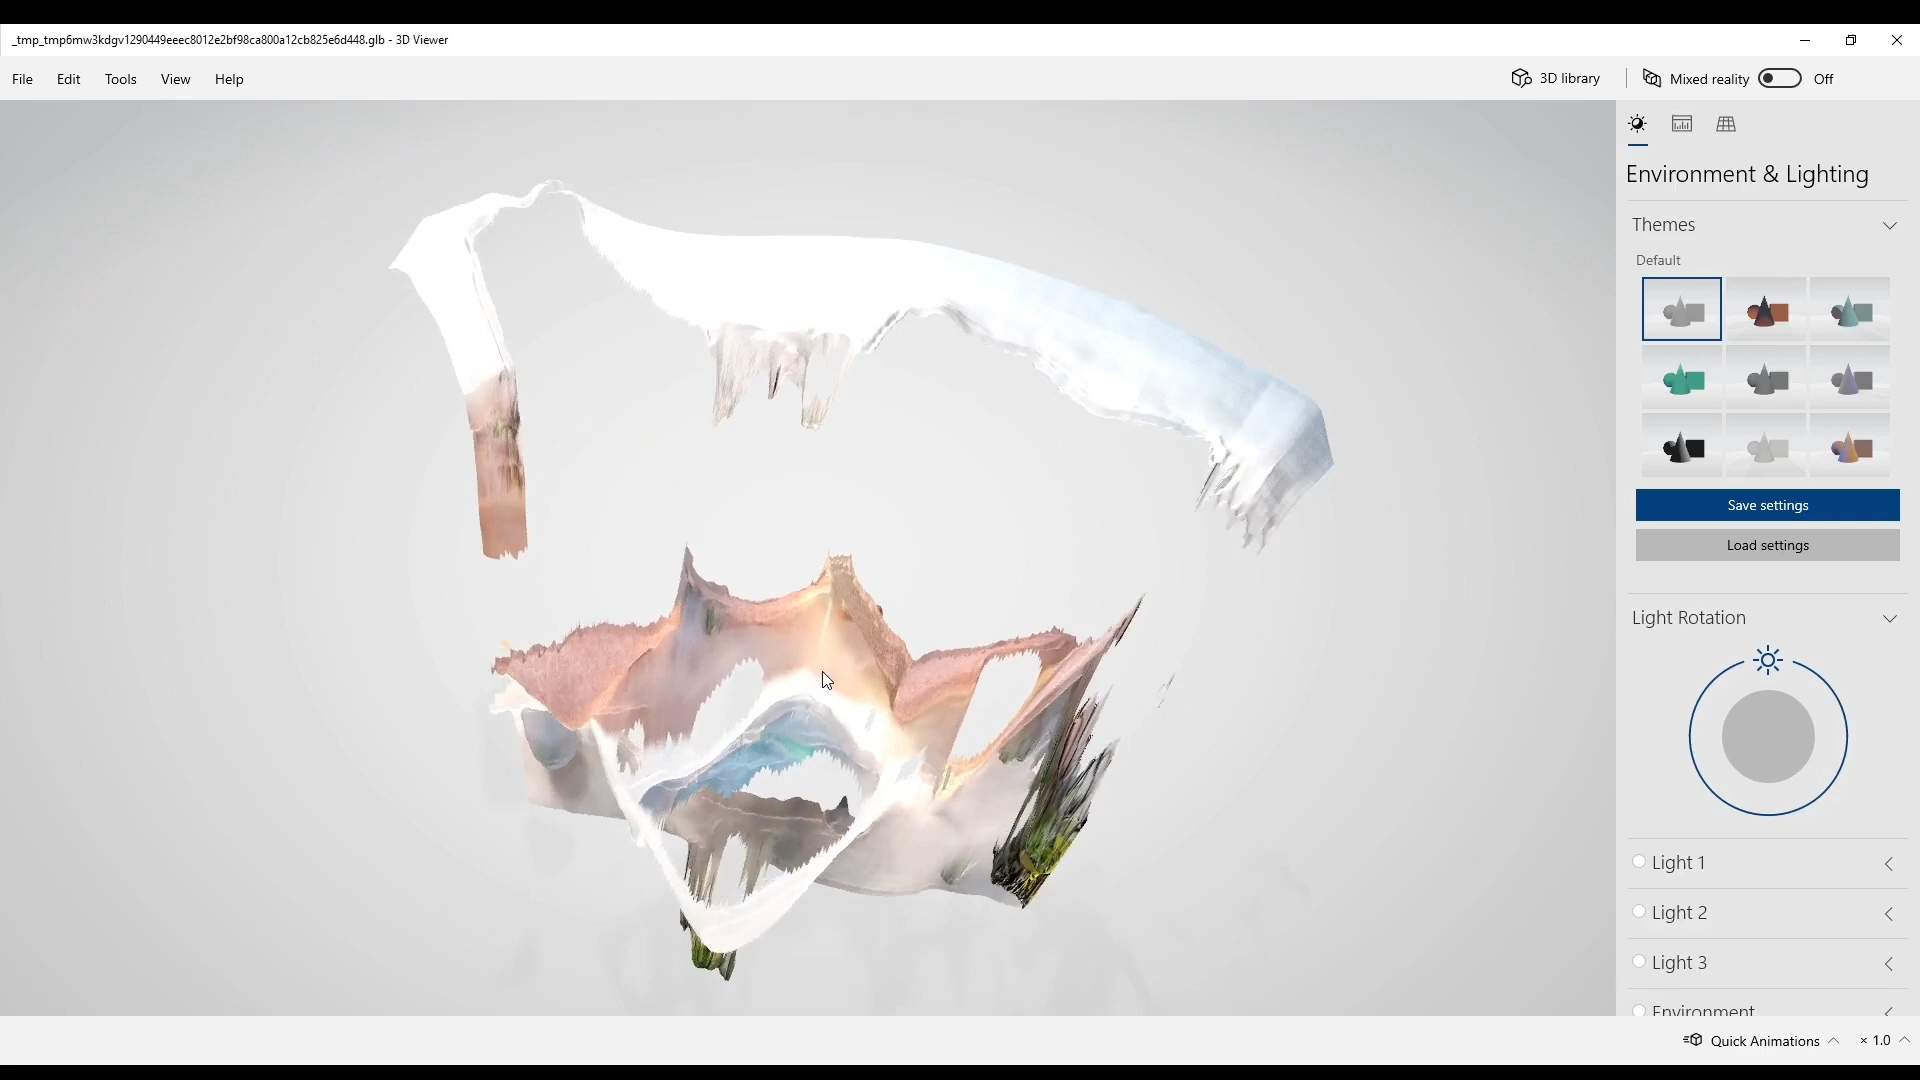 _tmp_tmp6mw3kdgv1290449eeec8012e2bf98ca800a12cb825e6d448.glb - 3D Viewer
File Edit Tools View Help
3D library
Mixed reality Off
Environment & Lighting
Themes
Default
Save settings
Load settings
Light Rotation
Light 1
Light 2
Light 3
Environment
Quick Animations × 1.0